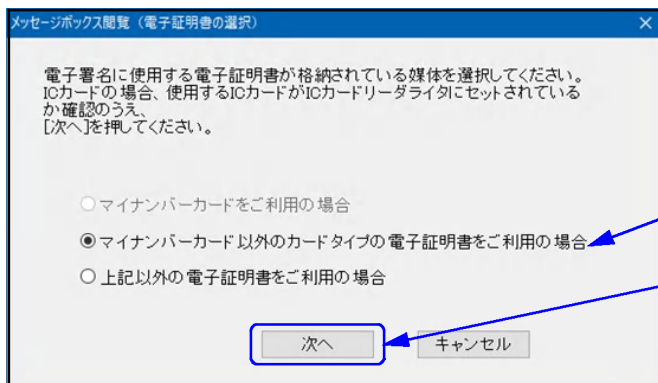 メッセージボックス閲覧（電子証明書の選択）
電子署名に使用する電子証明書が格納されている媒体を選択してください。
ICカードの場合、使用するICカードがICカードリーダライタにセットされている
か確認のうえ、
[次へ]を押してください。
マイナンバーカードをご利用の場合
マイナンバーカード以外のカードタイプの電子証明書をご利用の場合
上記以外の電子証明書をご利用の場合
次へ
キャンセル